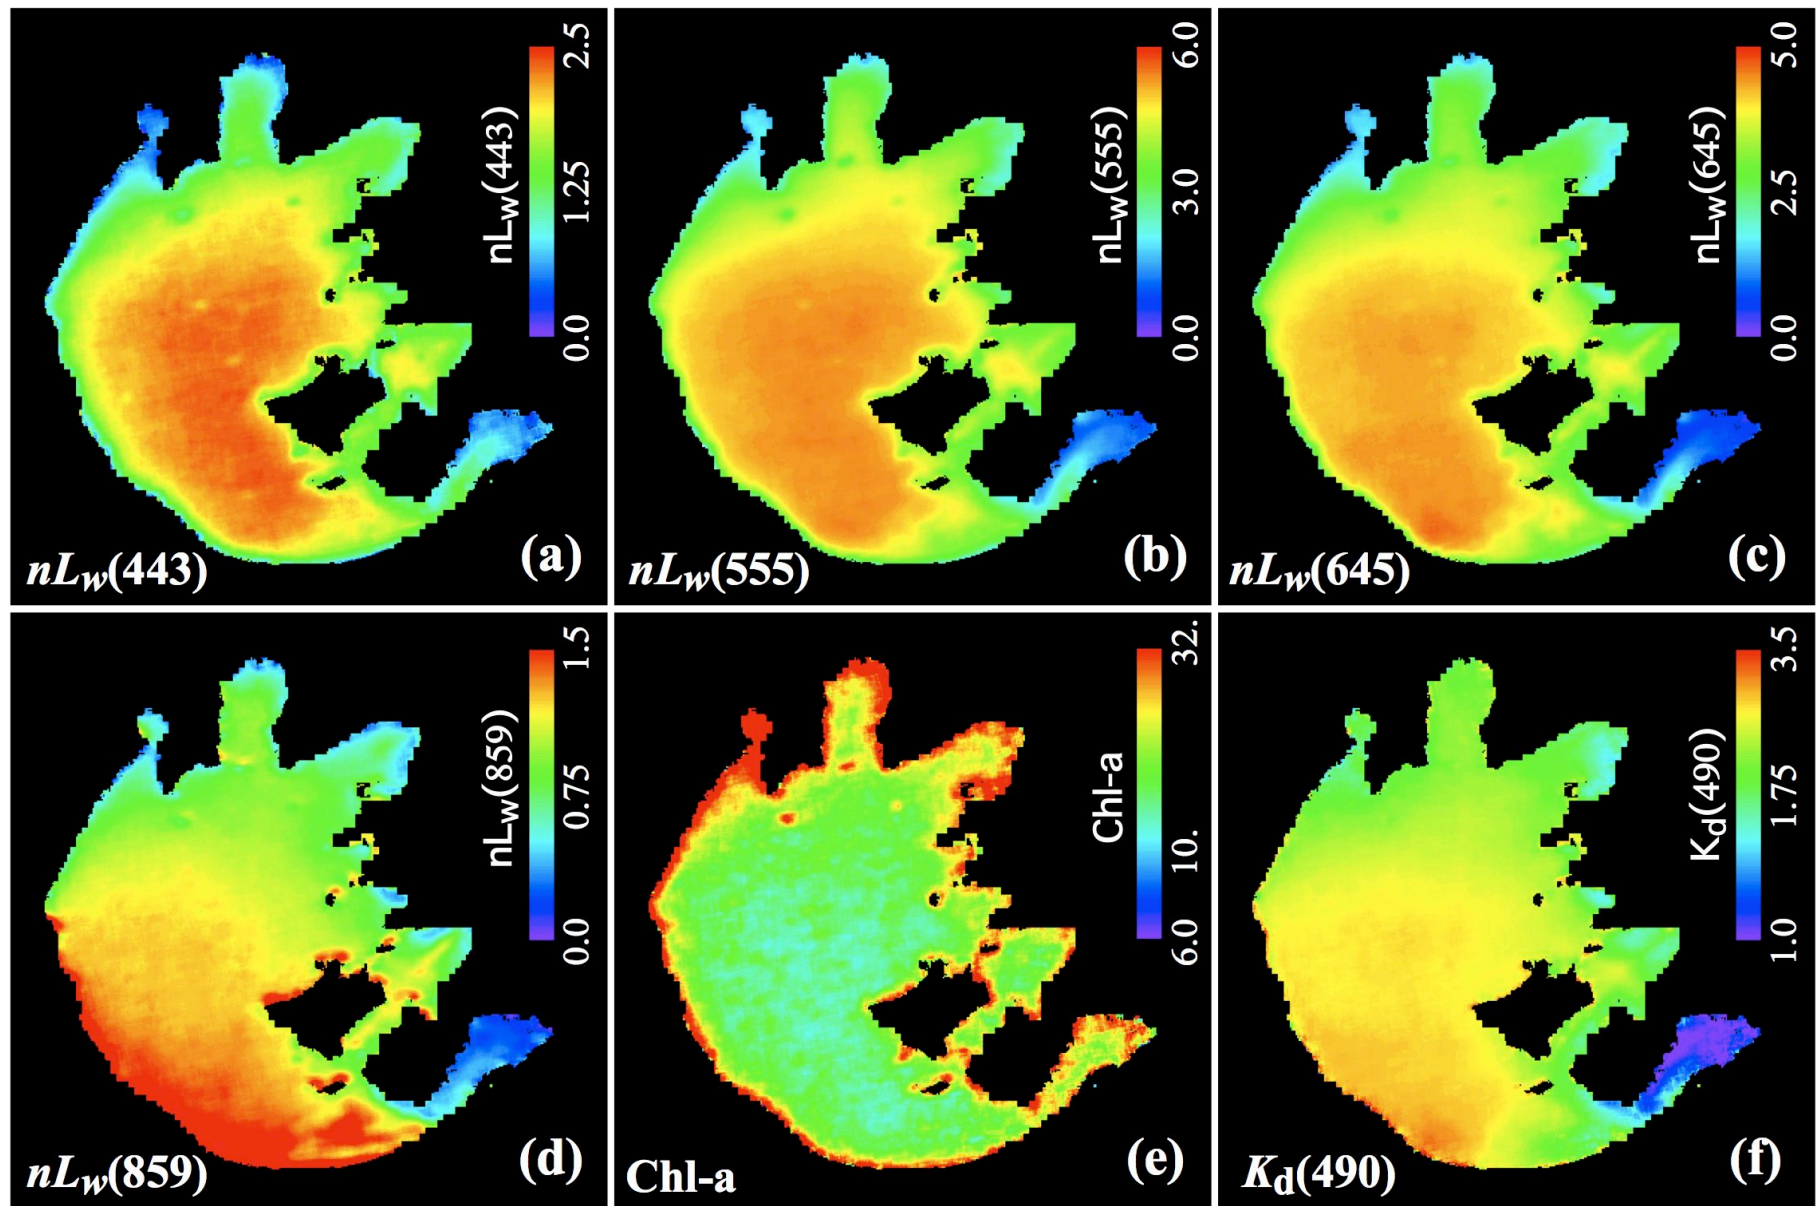 2.5
1.25
0.0
nLw(443)
nLw(443)
(a)
6.0
3.0
0.0
nLw(555)
nLw(555)
(b)
5.0
2.5
0.0
nLw(645)
nLw(645)
(c)
1.5
0.75
0.0
nLw(859)
nLw(859)
(d)
32.
10.
6.0
Chl-a
Chl-a
(e)
3.5
1.75
1.0
Kd(490)
Kd(490)
(f)